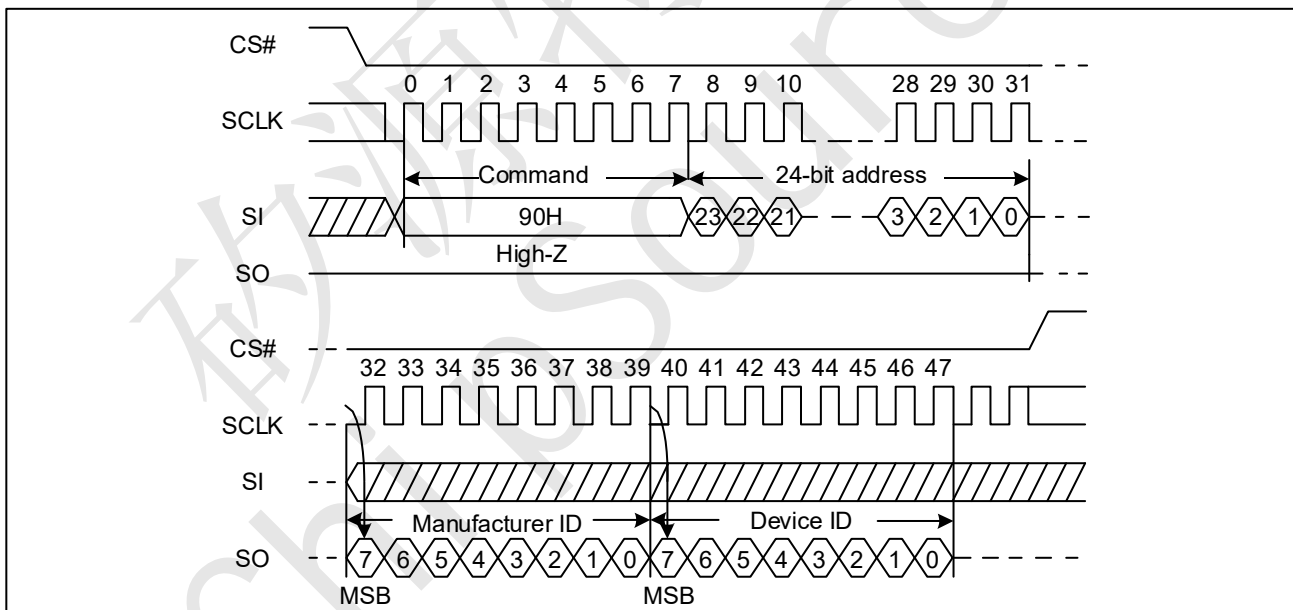 CS#
0 1 2 3 4 5 6 7 8 9 10 28 29 30 31
SCLK
Command 24-bit address
SI 90H 23 22 21 3 2 1 0
High-Z
SO
CS#
32 33 34 35 36 37 38 39 40 41 42 43 44 45 46 47
SCLK
SI
Manufacturer ID Device ID
SO 7 6 5 4 3 2 1 0 7 6 5 4 3 2 1 0
MSB MSB